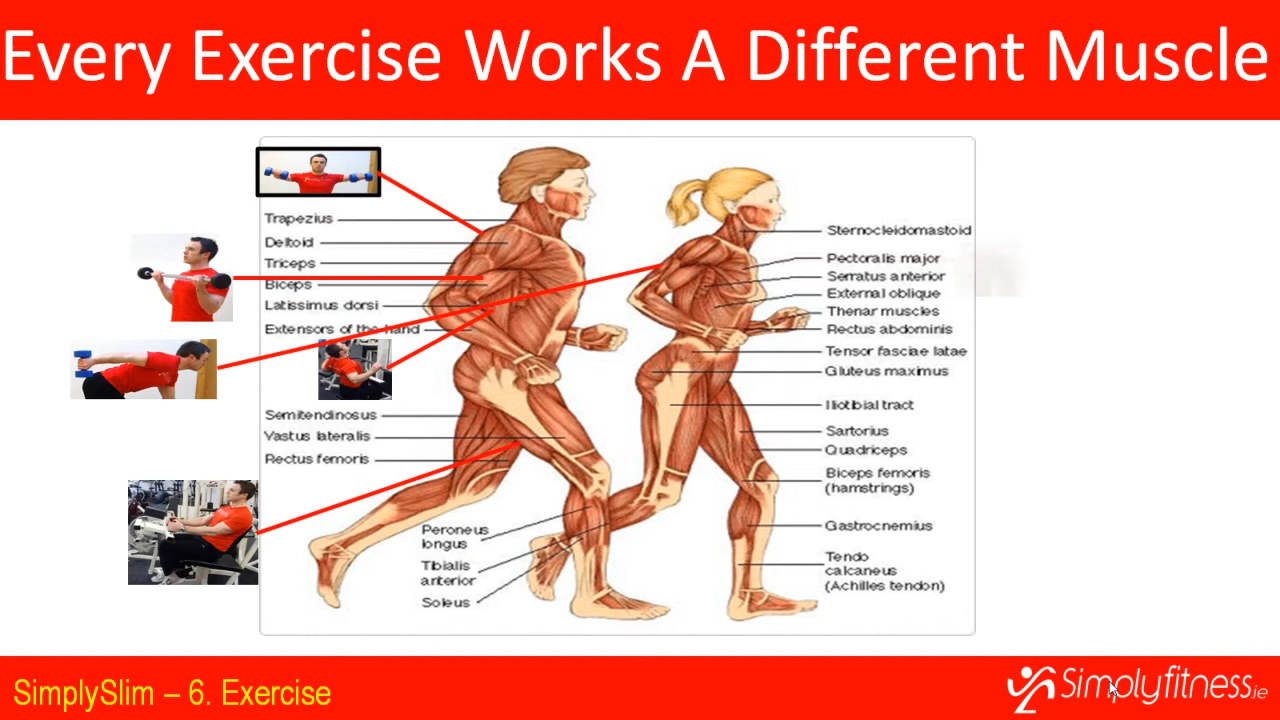 Every Exercise Works A Different Muscle
Trapezius
Deltoid
Triceps
Biceps
Latissimus dorsi
Extensors of the hand
Semitendinosus
Vastus lateralis
Rectus femoris
Peroneus
longus
Tibialis
anterior
Soleus
Sternocleidomastoid
Pectoralis major
Serratus anterior
External oblique
Thenar muscles
Rectus abdominis
Tensor fasciae latae
Gluteus maximus
Iliotibial tract
Sartorius
Quadriceps
Biceps femoris
(hamstrings)
Gastrocnemius
Tendo
calcaneus
(Achilles tendon)
SimplySlim – 6. Exercise
Simplyfitness.ie